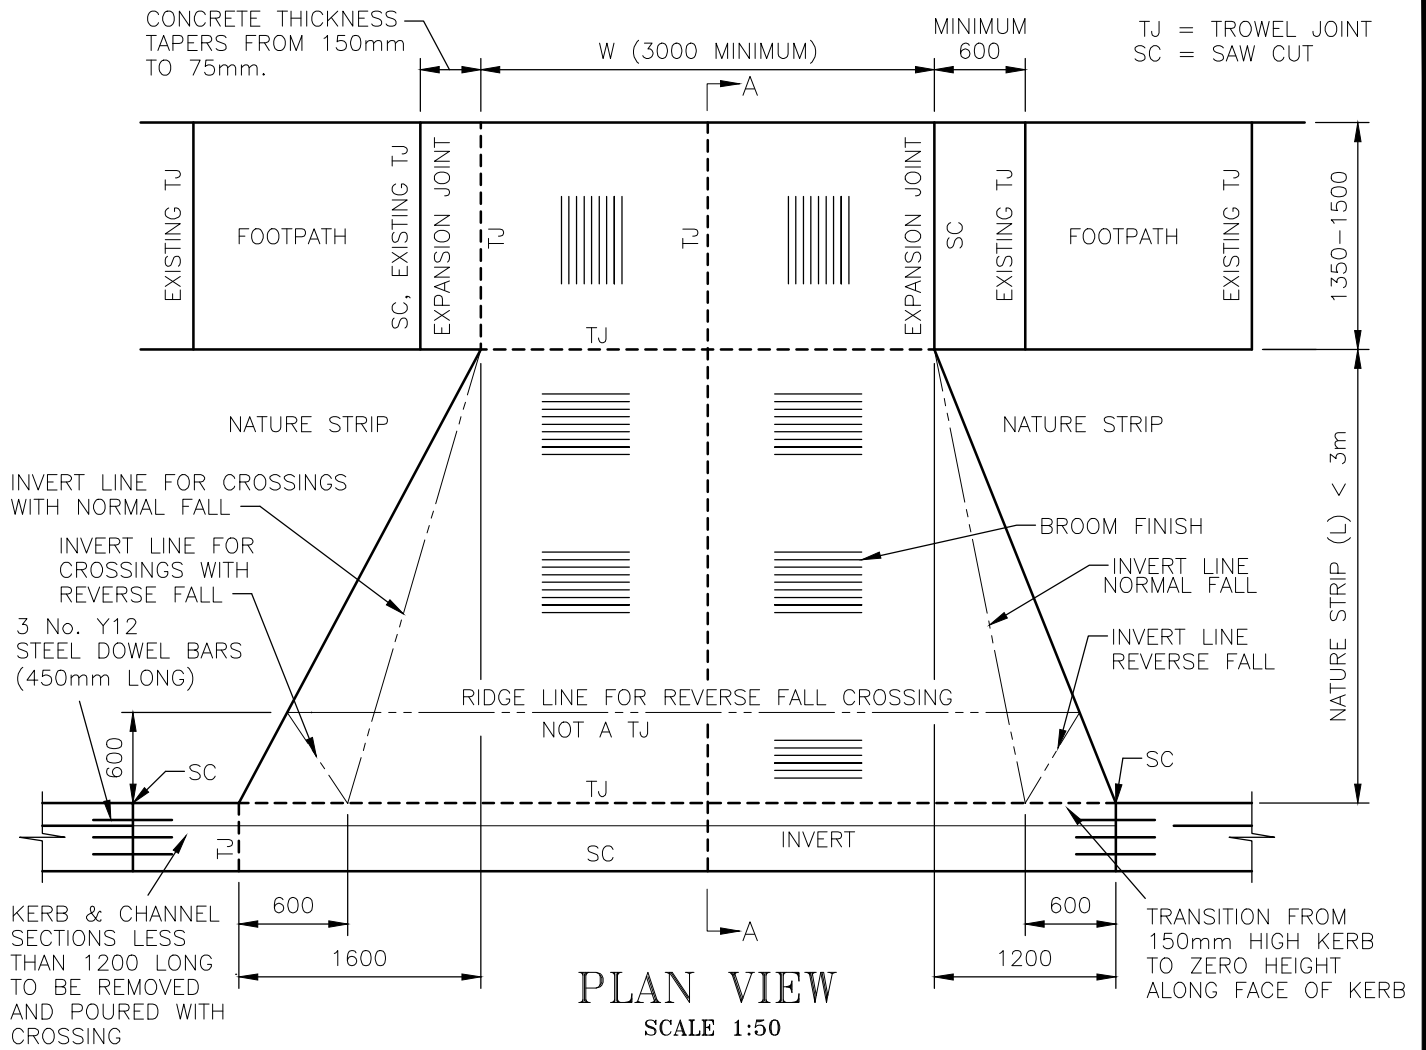 CONCRETE THICKNESS
TAPERS FROM 150mm
TO 75mm.
W (3000 MINIMUM)
MINIMUM
600
TJ = TROWEL JOINT
SC = SAW CUT
A
EXISTING TJ
FOOTPATH
SC, EXISTING TJ
EXPANSION JOINT
TJ
TJ
TJ
EXPANSION JOINT
SC
EXISTING TJ
FOOTPATH
EXISTING TJ
1350-1500
NATURE STRIP
NATURE STRIP
NATURE STRIP (L) < 3m
INVERT LINE FOR CROSSINGS
WITH NORMAL FALL
INVERT LINE FOR
CROSSINGS WITH
REVERSE FALL
3 No. Y12
STEEL DOWEL BARS
(450mm LONG)
BROOM FINISH
INVERT LINE
NORMAL FALL
INVERT LINE
REVERSE FALL
RIDGE LINE FOR REVERSE FALL CROSSING
NOT A TJ
600
SC
TJ
SC
TJ
SC
INVERT
KERB & CHANNEL
SECTIONS LESS
THAN 1200 LONG
TO BE REMOVED
AND POURED WITH
CROSSING
600
1600
A
600
1200
TRANSITION FROM
150mm HIGH KERB
TO ZERO HEIGHT
ALONG FACE OF KERB
PLAN VIEW
SCALE 1:50